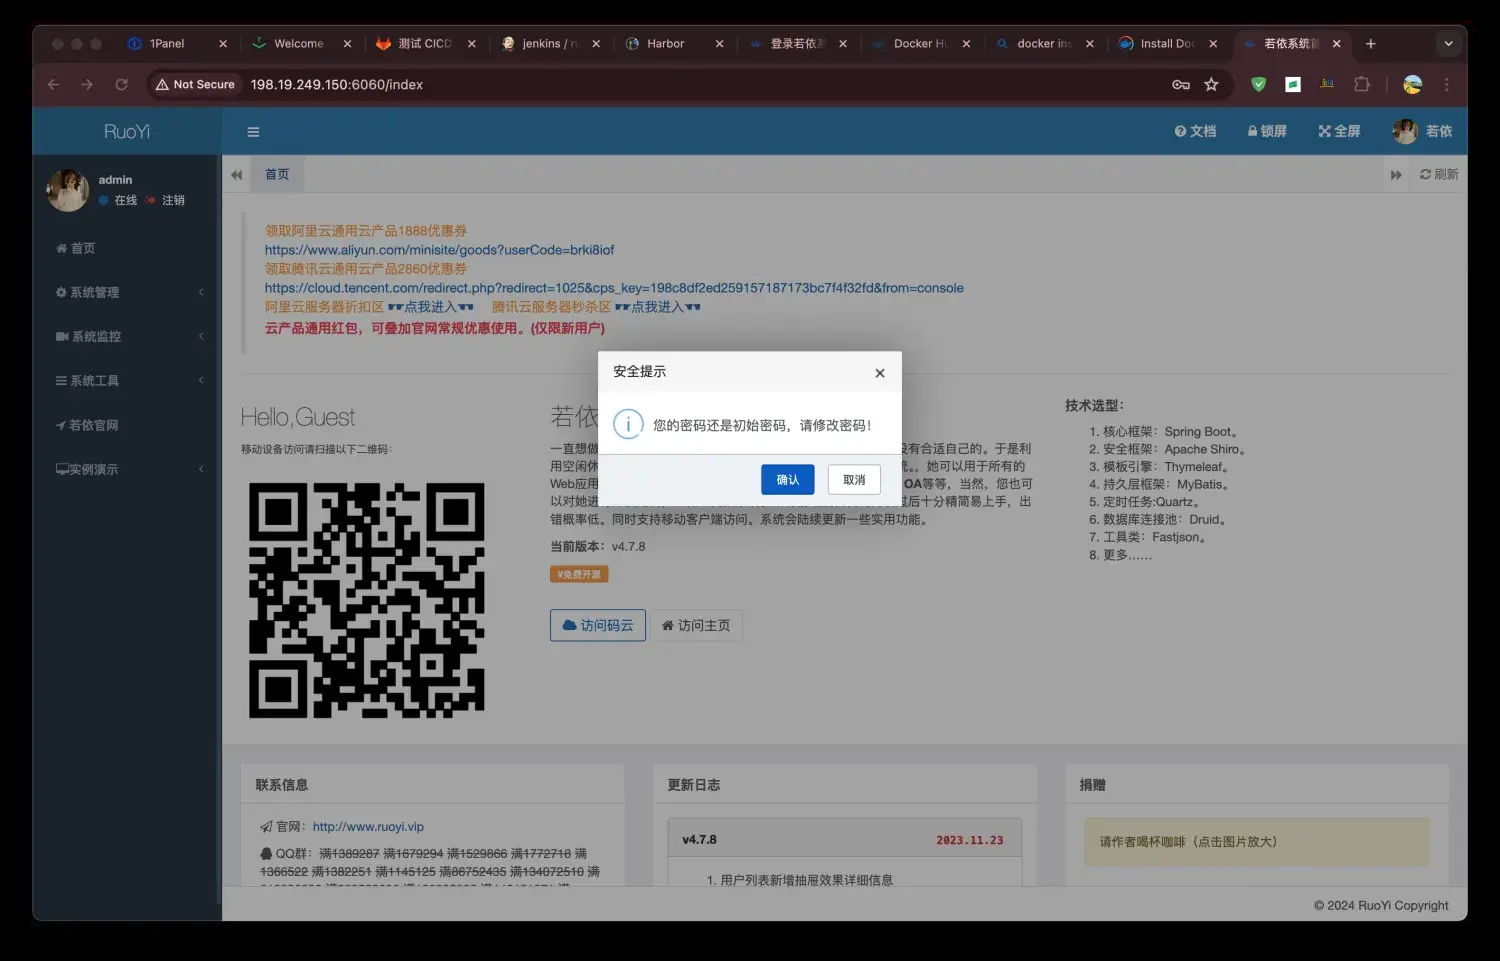 1Panel
Welcome
测试 CICD
jenkins / ru
Harbor
登录若依系
Docker Hu
docker ins
Install Doc
若依系统首
Not Secure
198.19.249.150:6060/index
RuoYi
文档
锁屏
全屏
若依
admin
在线 注销
首页
刷新
首页
系统管理
系统监控
系统工具
若依官网
实例演示
领取阿里云通用云产品1888优惠券
https://www.aliyun.com/minisite/goods?userCode=brki8iof
领取腾讯云通用云产品2860优惠券
https://cloud.tencent.com/redirect.php?redirect=1025&cps_key=198c8df2ed259157187173bc7f4f32fd&from=console
阿里云服务器折扣区 ☛☛点我进入☚☚ 腾讯云服务器秒杀区 ☛☛点我进入☚☚
云产品通用红包，可叠加官网常规优惠使用。(仅限新用户)
安全提示
您的密码还是初始密码，请修改密码！
确认
取消
Hello,Guest
移动设备访问请扫描以下二维码：
若依
一直想做
没有合适自己的。于是利
用空闲休
，她可以用于所有的
Web应用
OA等等，当然，您也可
以对她进
过后十分精简易上手，出
错概率低。同时支持移动客户端访问。系统会陆续更新一些实用功能。
当前版本：v4.7.8
¥免费开源
访问码云
访问主页
技术选型：
1. 核心框架：Spring Boot。
2. 安全框架：Apache Shiro。
3. 模板引擎：Thymeleaf。
4. 持久层框架：MyBatis。
5. 定时任务:Quartz。
6. 数据库连接池：Druid。
7. 工具类：Fastjson。
8. 更多……
联系信息
官网：http://www.ruoyi.vip
QQ群：满1389287 满1679294 满1529866 满1772718 满
1366522 满1382251 满1145125 满86752435 满134072510 满
更新日志
v4.7.8
2023.11.23
1. 用户列表新增抽屉效果详细信息
捐赠
请作者喝杯咖啡（点击图片放大）
© 2024 RuoYi Copyright